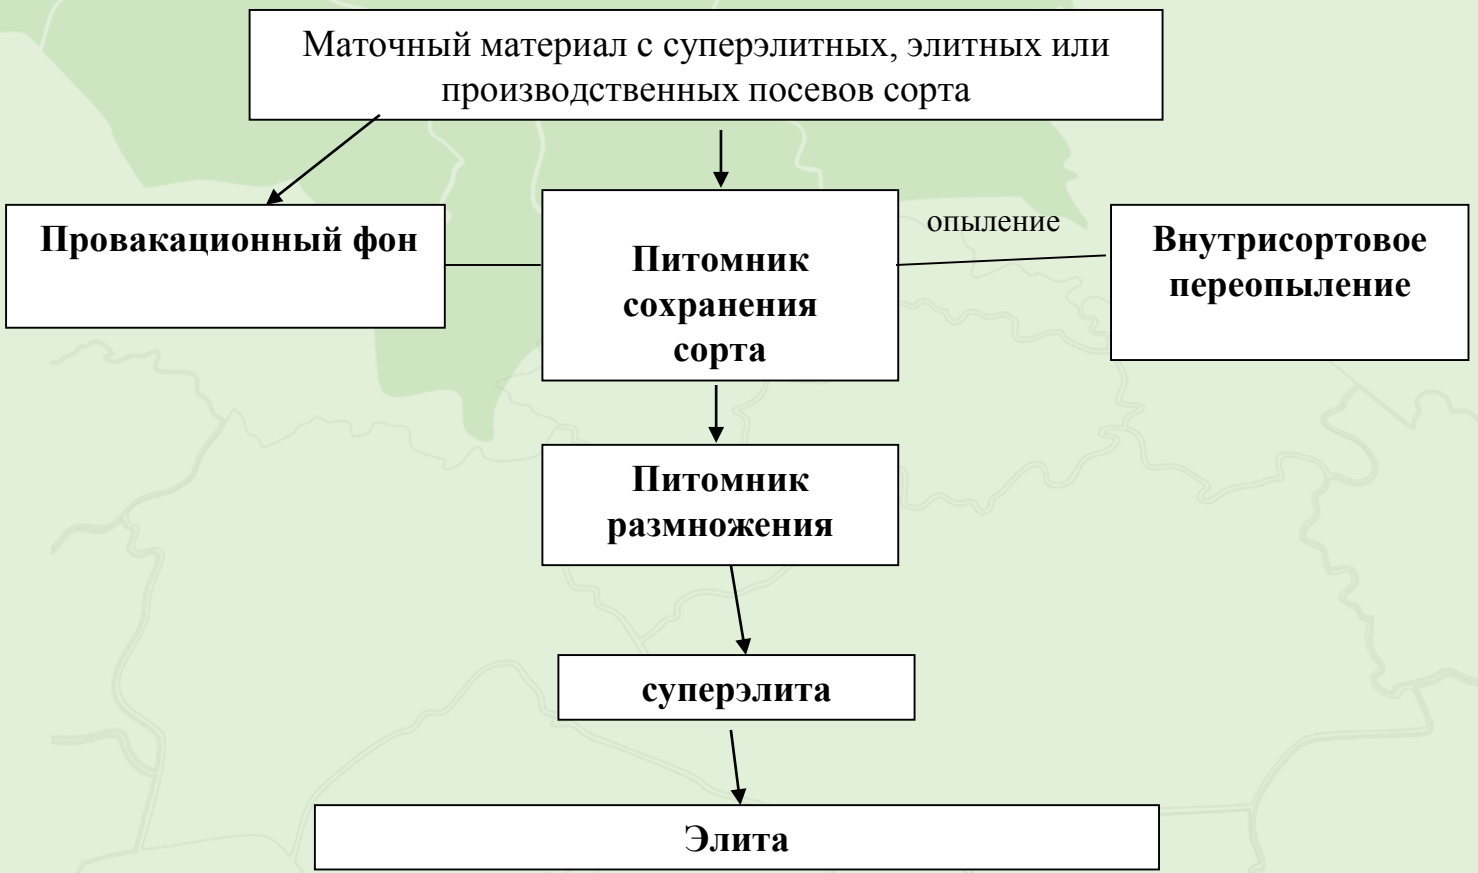 Маточный материал с суперэлитных, элитных или
производственных посевов сорта
Провакационный фон
Питомник
сохранения
сорта
опыление
Внутрисортовое
переопыление
Питомник
размножения
суперэлита
Элита